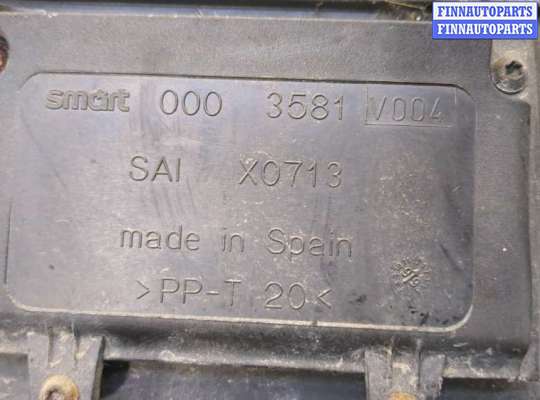 FINNAUTOPARTS
FINNAUTOPARTS
smart 000 3581 V004
SAI X0713
made in Spain
>PP-T 20<